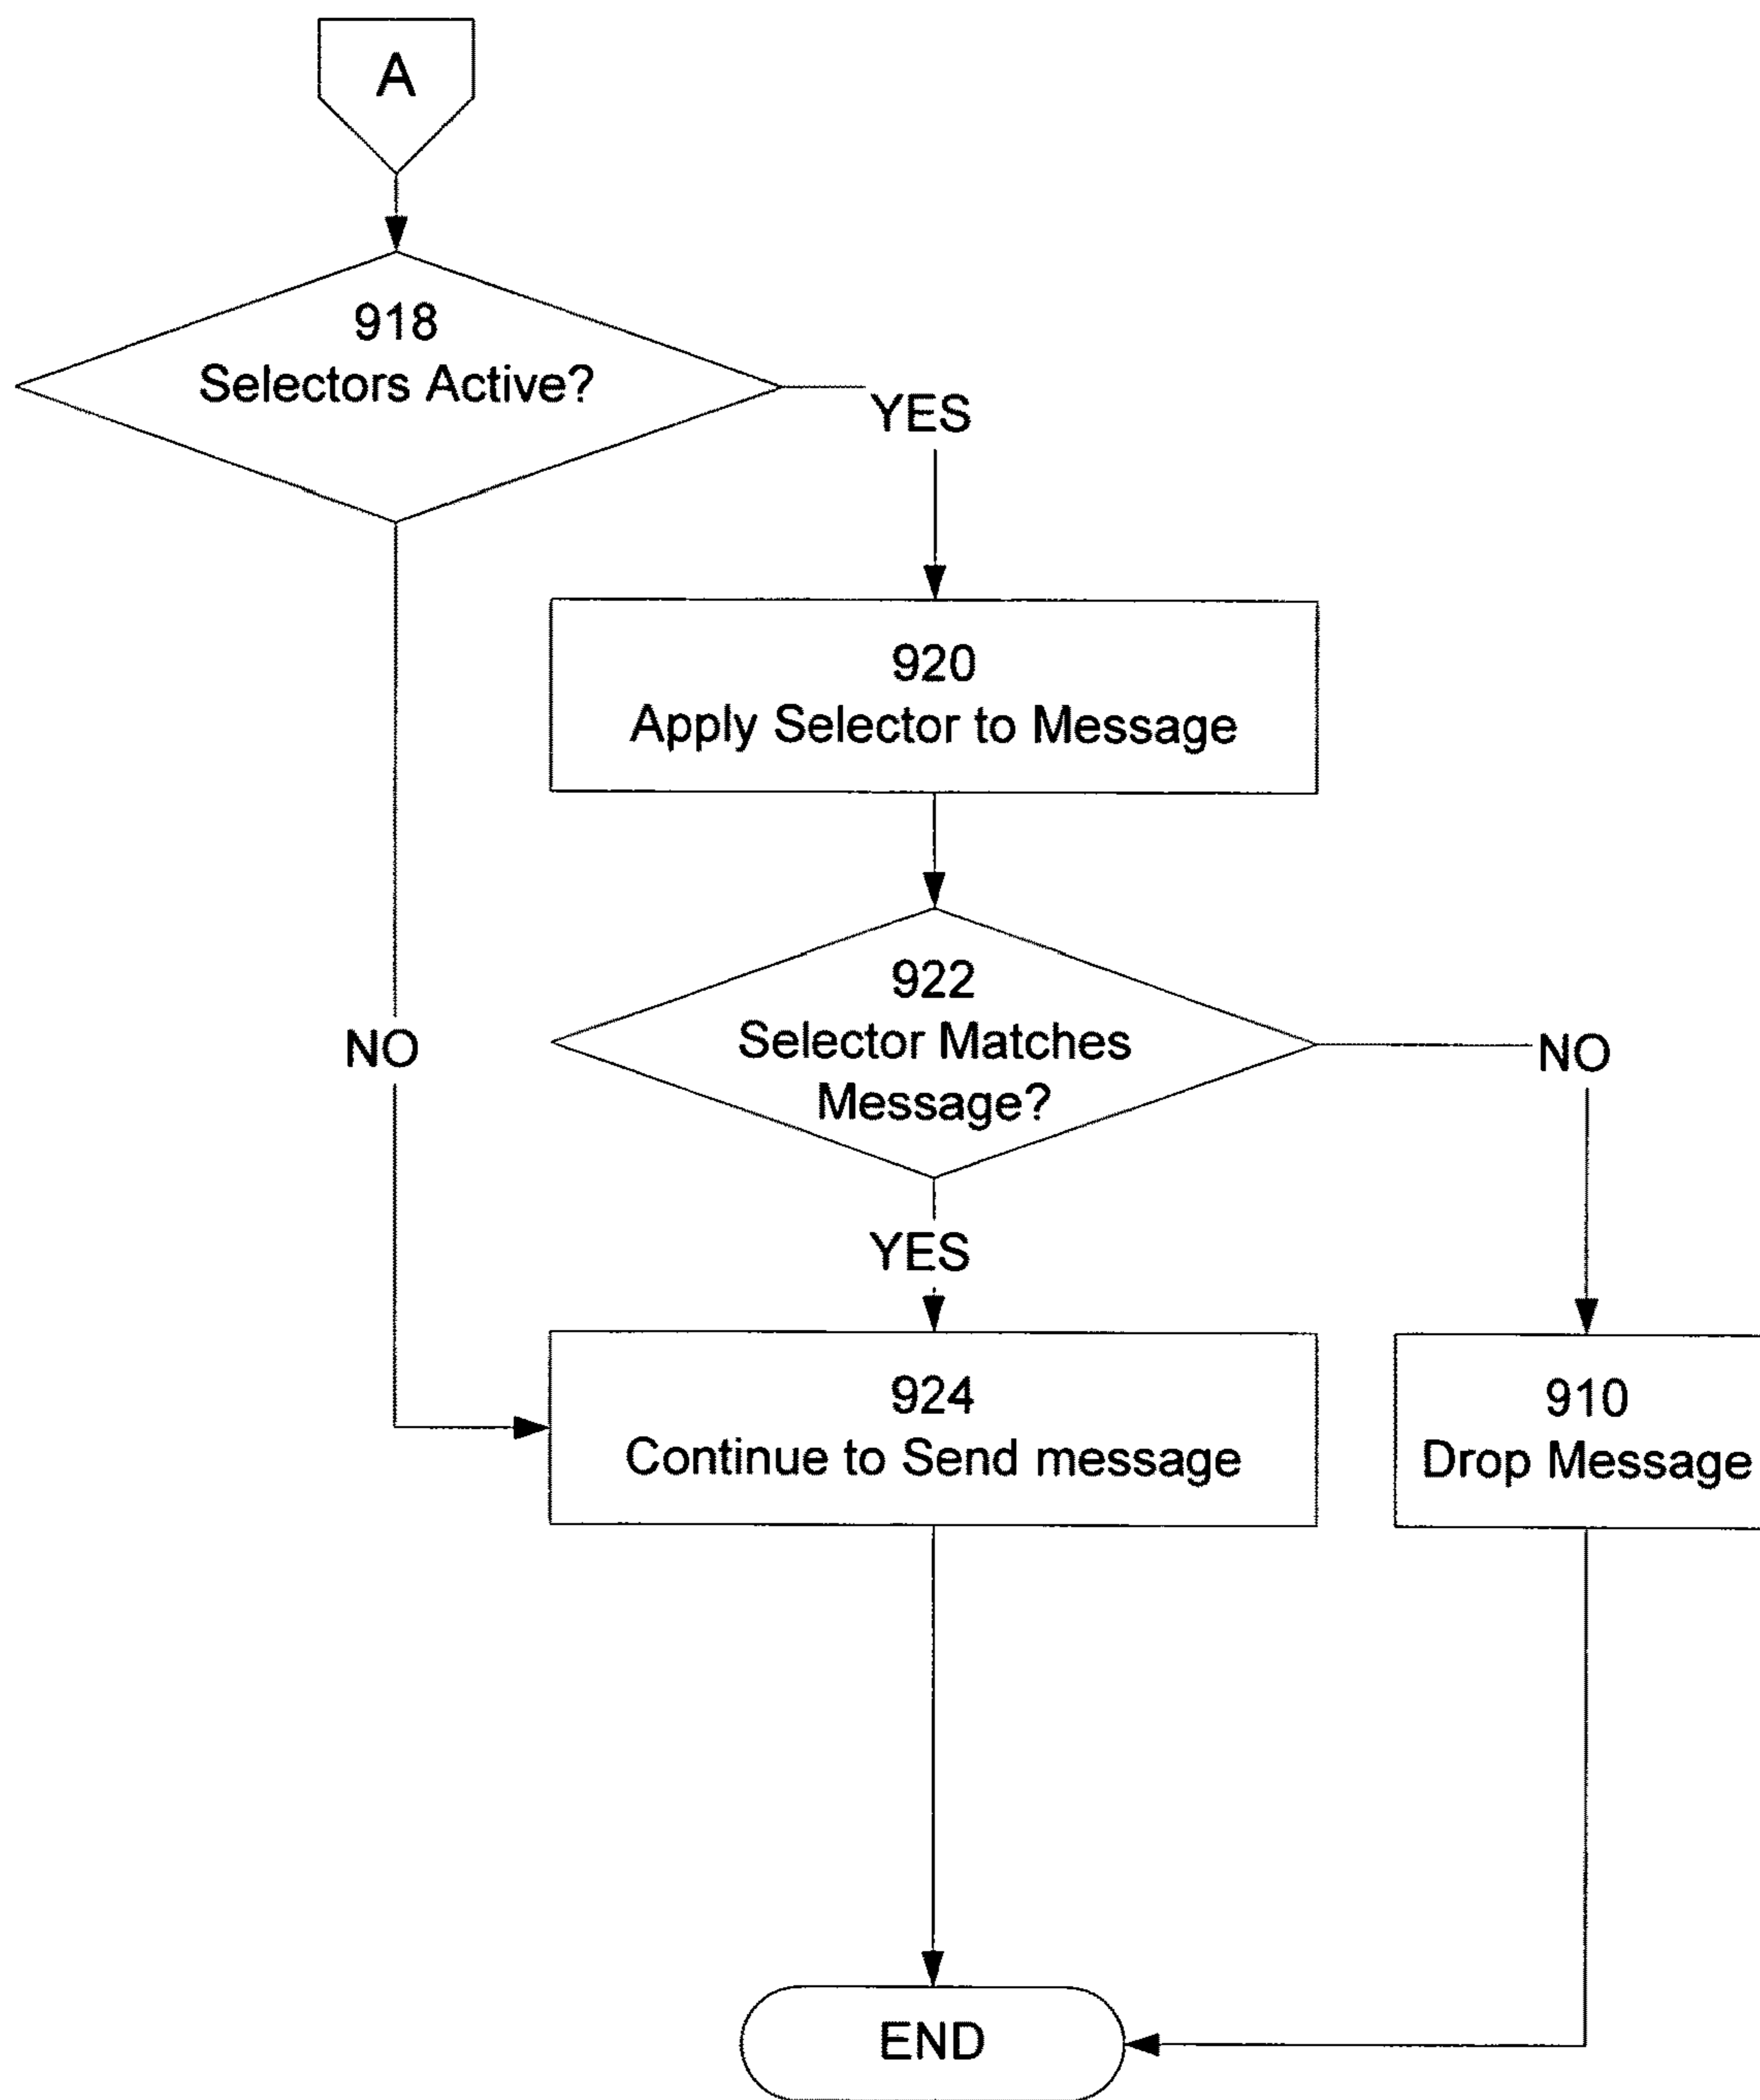 A
918
Selectors Active?
YES
920
Apply Selector to Message
922
Selector Matches
Message?
NO
NO
YES
924
Continue to Send message
910
Drop Message
END